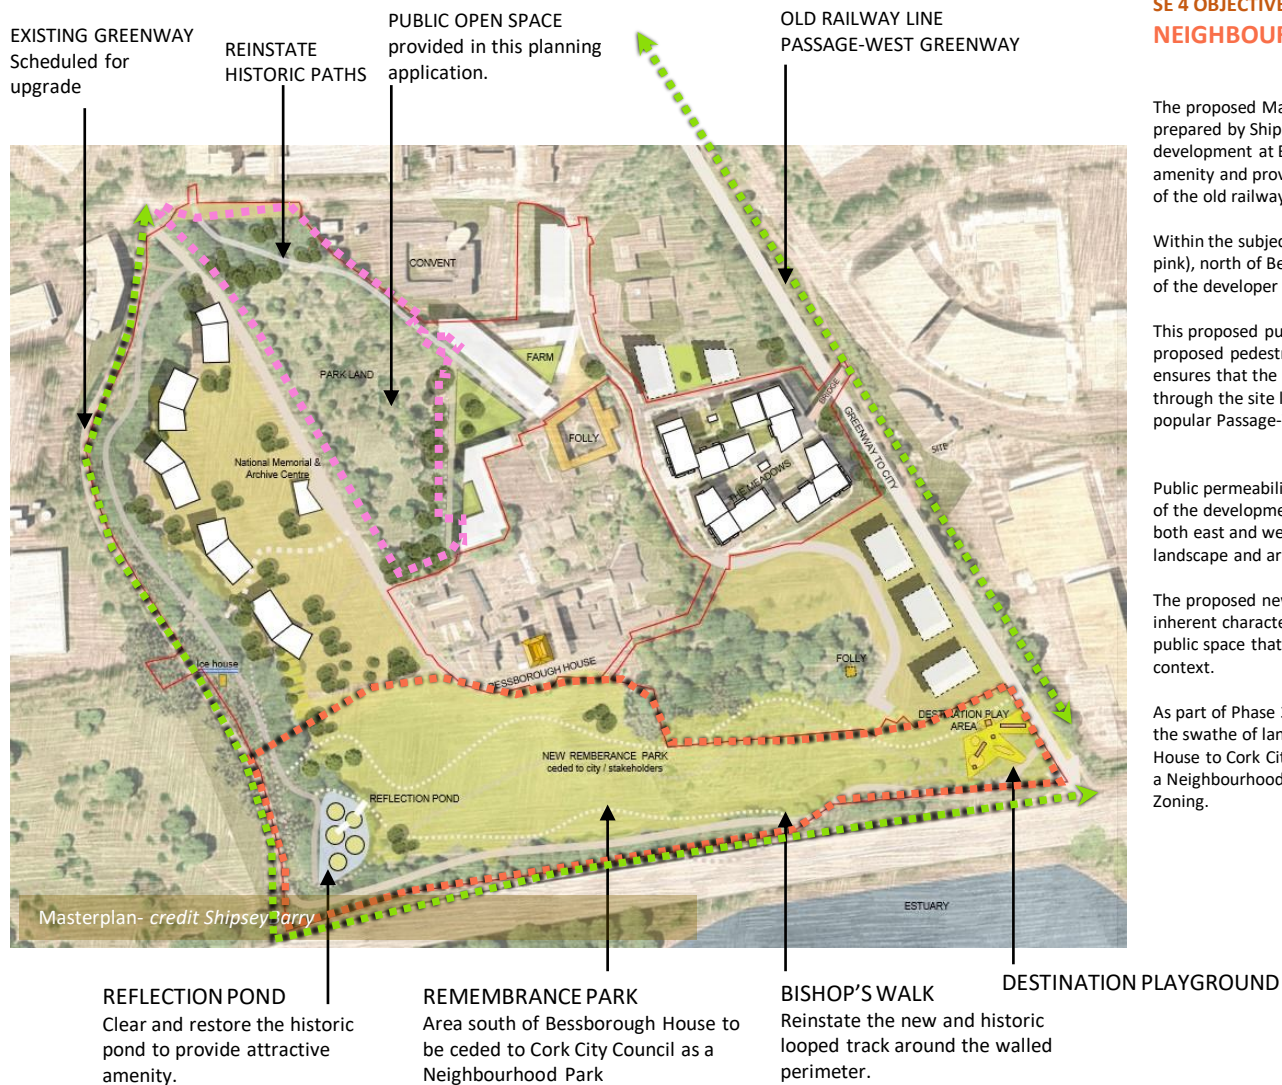 EXISTING GREENWAY
Scheduled for
upgrade
REINSTATE
HISTORIC PATHS
PUBLIC OPEN SPACE
provided in this planning
application.
OLD RAILWAY LINE
PASSAGE-WEST GREENWAY
SE 4 OBJECTIVE
NEIGHBOUR
The proposed Ma
prepared by Ship
development at B
amenity and prov
of the old railway
Within the subjec
pink), north of Be
of the developer
This proposed pu
proposed pedest
ensures that the
through the site l
popular Passage-
Public permeabili
of the developme
both east and we
landscape and ar
The proposed nev
inherent characte
public space that
context.
As part of Phase
the swathe of lan
House to Cork Cit
a Neighbourhood
Zoning.
CONVENT
FARM
PARK LAND
FOLLY
BRIDGE
GREENWAY TO CITY
SITE
National Memorial &
Archive Centre
THE MEADOWS
Ice house
BESSBOROUGH HOUSE
FOLLY
DESTINATION PLAY
AREA
NEW REMBERANCE PARK
ceded to city / stakeholders
REFLECTION POND
ESTUARY
Masterplan- credit ShipseyBarry
REFLECTION POND
Clear and restore the historic
pond to provide attractive
amenity.
REMEMBRANCE PARK
Area south of Bessborough House to
be ceded to Cork City Council as a
Neighbourhood Park
BISHOP'S WALK
Reinstate the new and historic
looped track around the walled
perimeter.
DESTINATION PLAYGROUND